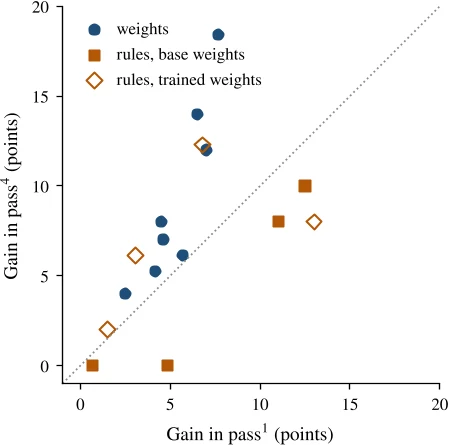 20
15
10
5
0
Gain in pass⁴ (points)
weights
rules, base weights
rules, trained weights
0
5
10
15
20
Gain in pass¹ (points)